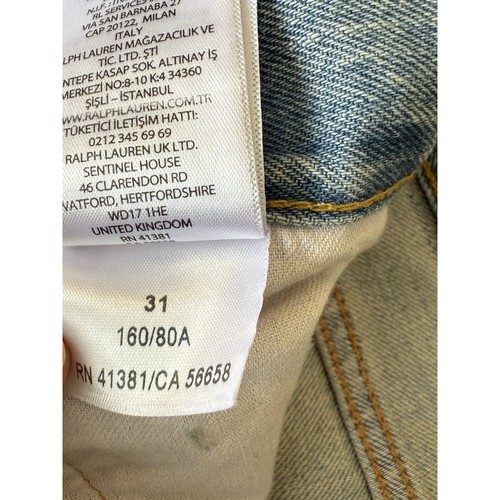 RL SERVICES
VIA SAN BARNABA 27
CAP 20122, MILAN
ITALY
RALPH LAUREN MAĞAZACILIK VE
TİC. LTD. ŞTİ
KASAP SOK. ALTINAY İŞ
MERKEZİ NO:8-10 K:4 34360
ŞİŞLİ – İSTANBUL
WWW.RALPHLAUREN.COM.TR
TÜKETİCİ İLETİŞİM HATTI:
0212 345 69 69
RALPH LAUREN UK LTD.
SENTINEL HOUSE
46 CLARENDON RD
WATFORD, HERTFORDSHIRE
WD17 1HE
UNITED KINGDOM
RN 41381
31
160/80A
RN 41381/CA 56658